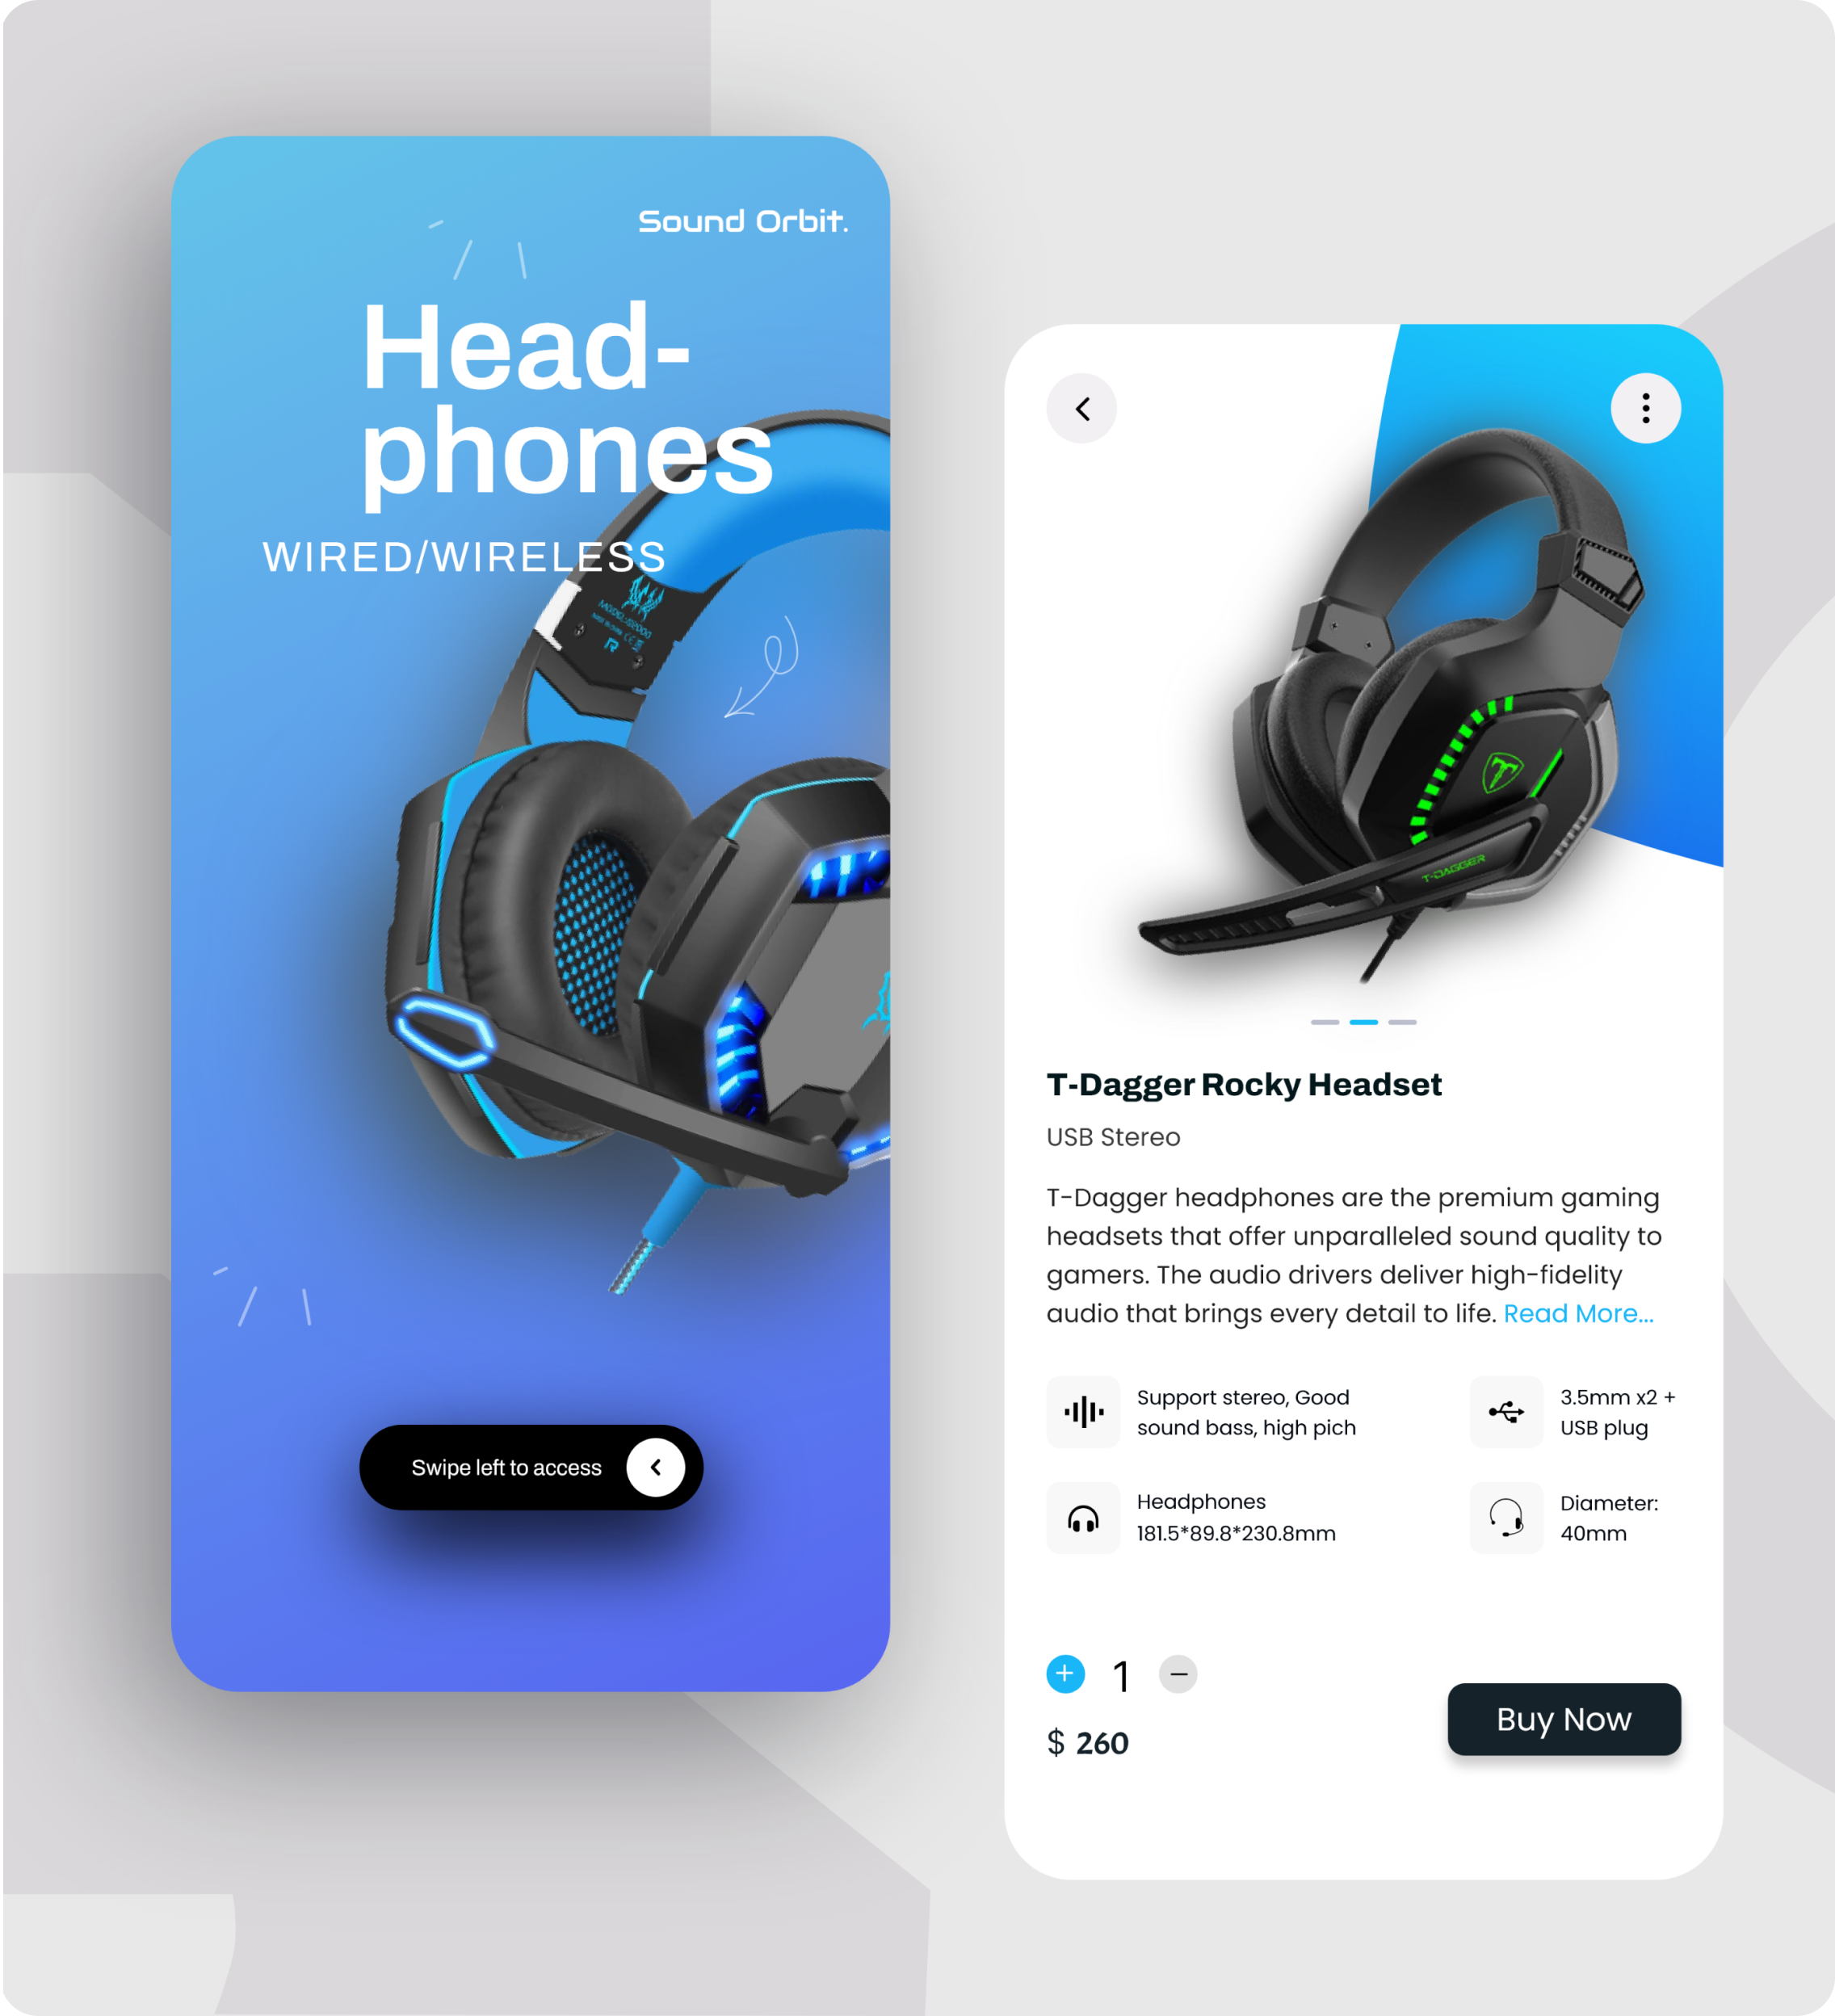 Sound Orbit.
Head-
phones
WIRED/WIRELESS
Swipe left to access
T-DAGGER
T-Dagger Rocky Headset
USB Stereo
T-Dagger headphones are the premium gaming
headsets that offer unparalleled sound quality to
gamers. The audio drivers deliver high-fidelity
audio that brings every detail to life. Read More...
Support stereo, Good
sound bass, high pich
3.5mm x2 +
USB plug
Headphones
181.5*89.8*230.8mm
Diameter:
40mm
+ 1 −
$ 260
Buy Now